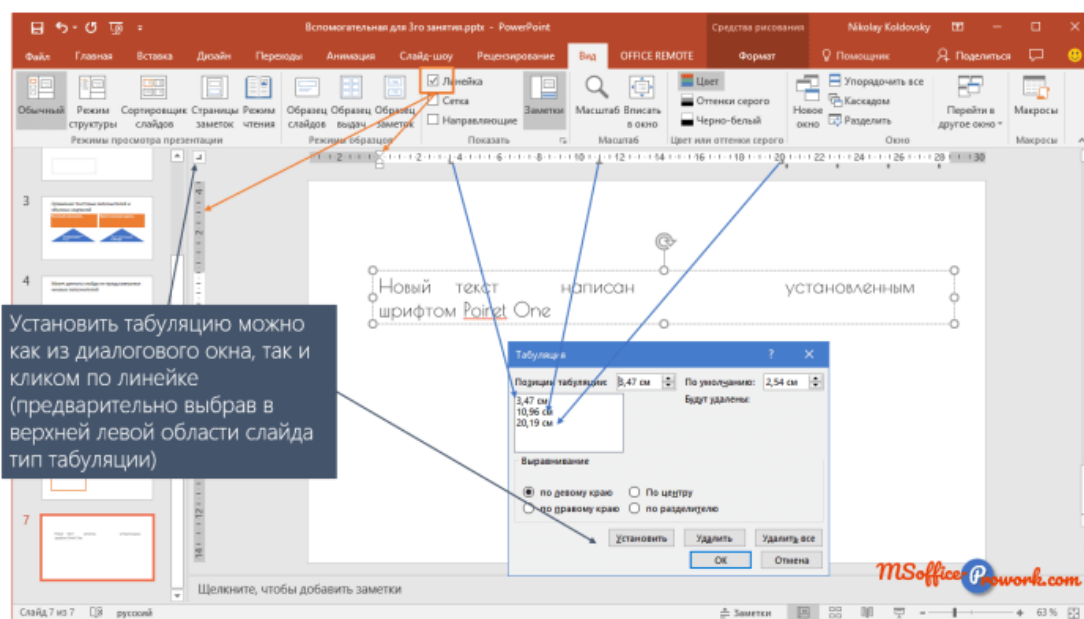 Вспомогательная для 3го занятия.pptx - PowerPoint
Средства рисования
Nikolay Koldovsky
Файл Главная Вставка Дизайн Переходы Анимация Слайд-шоу Рецензирование Вид OFFICE REMOTE Формат Помощник Поделиться
Обычный
Режим структуры
Сортировщик слайдов
Страницы заметок
Режим чтения
Режимы просмотра презентации
Образец слайдов
Образец выдач
Образец заметок
Режимы образцов
Линейка
Сетка
Направляющие
Показать
Заметки
Масштаб
Вписать в окно
Масштаб
Цвет
Оттенки серого
Черно-белый
Цвет или оттенки серого
Новое окно
Упорядочить все
Каскадом
Разделить
Окно
Перейти в другое окно
Макросы
Макросы
3
4
7
Новый текст написан установленным
шрифтом Poiret One
Установить табуляцию можно
как из диалогового окна, так и
кликом по линейке
(предварительно выбрав в
верхней левой области слайда
тип табуляции)
Табуляция ? ×
Позиции табуляции: 3,47 см По умолчанию: 2,54 см
3,47 см Будут удалены:
10,96 см
20,19 см
Выравнивание
по левому краю По центру
по правому краю по разделителю
Установить Удалить Удалить все
ОК Отмена
MSoffice Prowork.com
Щелкните, чтобы добавить заметки
Слайд 7 из 7 русский Заметки 63 %